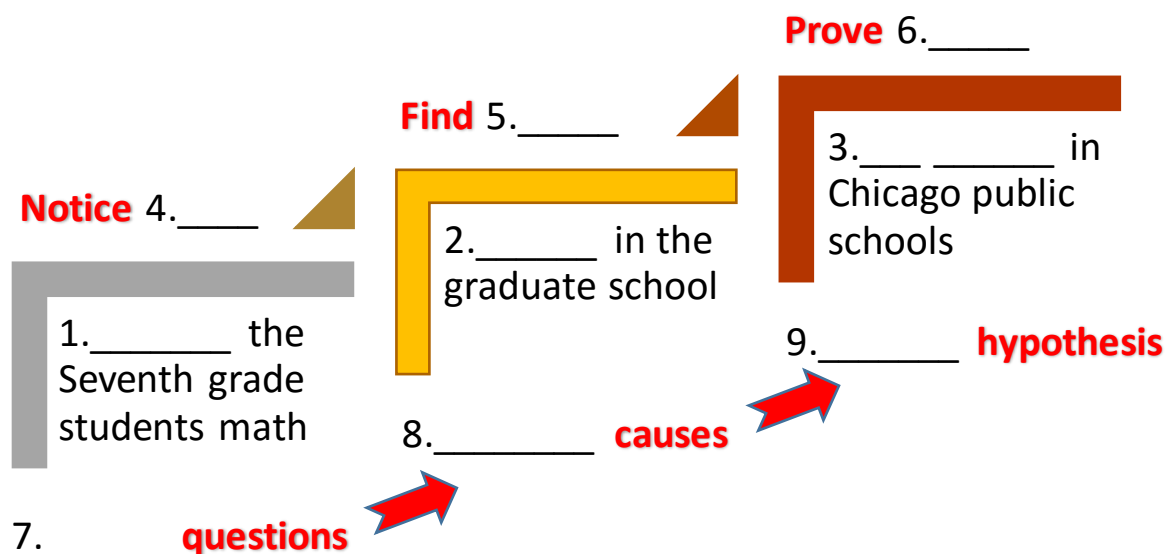 Notice 4.____
1._______ the
Seventh grade
students math
7. questions
Find 5._____
2.______ in the
graduate school
8.________ causes
Prove 6._____
3.___ ______ in
Chicago public
schools
9._______ hypothesis